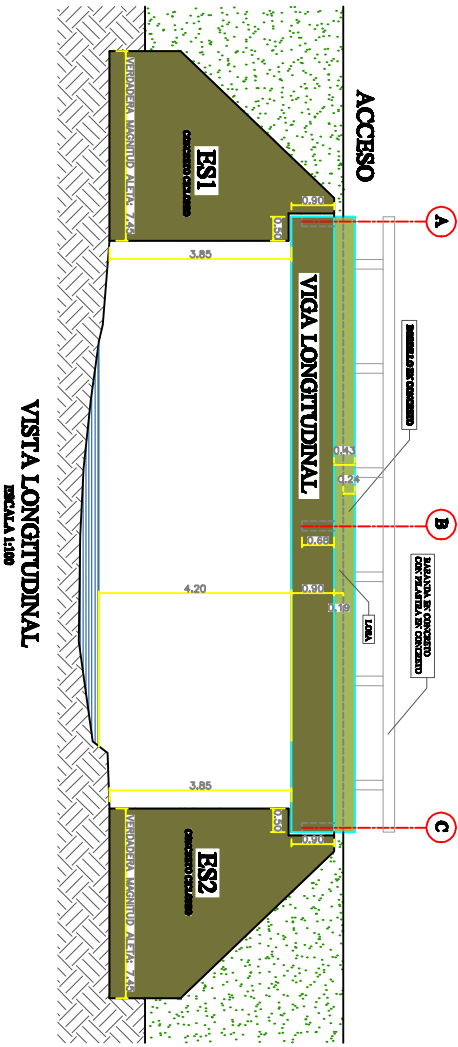 ACCESO
A
B
C
BORDILLO EN CONCRETO
BARANDA EN CONCRETO
CON PILASTRA EN CONCRETO
LOSA
0.43
0.24
0.19
0.90
0.90
0.90
0.68
0.50
0.50
VIGA LONGITUDINAL
ES1
CONCRETO CICLOPEO
ES2
CONCRETO CICLOPEO
3.85
4.20
3.85
VERDADERA MAGNITUD ALETA: 7.45
VERDADERA MAGNITUD ALETA: 7.45
VISTA LONGITUDINAL
ESCALA 1:100